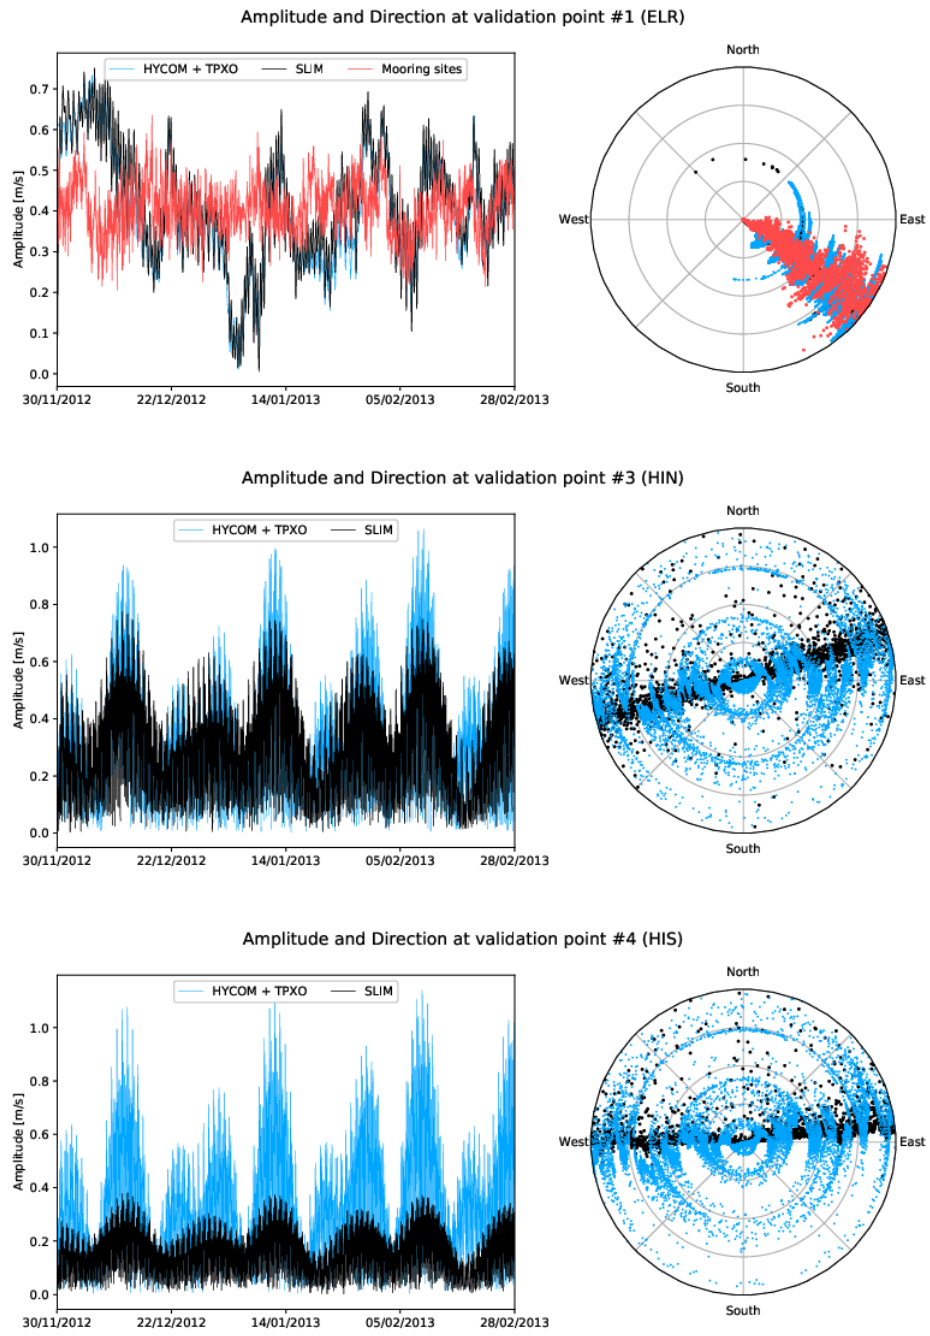 Amplitude and Direction at validation point #1 (ELR)
HYCOM + TPXO SLIM Mooring sites
Amplitude [m/s]
0.7
0.6
0.5
0.4
0.3
0.2
0.1
0.0
30/11/2012 22/12/2012 14/01/2013 05/02/2013 28/02/2013
North
West East
South
Amplitude and Direction at validation point #3 (HIN)
HYCOM + TPXO SLIM
Amplitude [m/s]
1.0
0.8
0.6
0.4
0.2
0.0
30/11/2012 22/12/2012 14/01/2013 05/02/2013 28/02/2013
North
West East
South
Amplitude and Direction at validation point #4 (HIS)
HYCOM + TPXO SLIM
Amplitude [m/s]
1.0
0.8
0.6
0.4
0.2
0.0
30/11/2012 22/12/2012 14/01/2013 05/02/2013 28/02/2013
North
West East
South